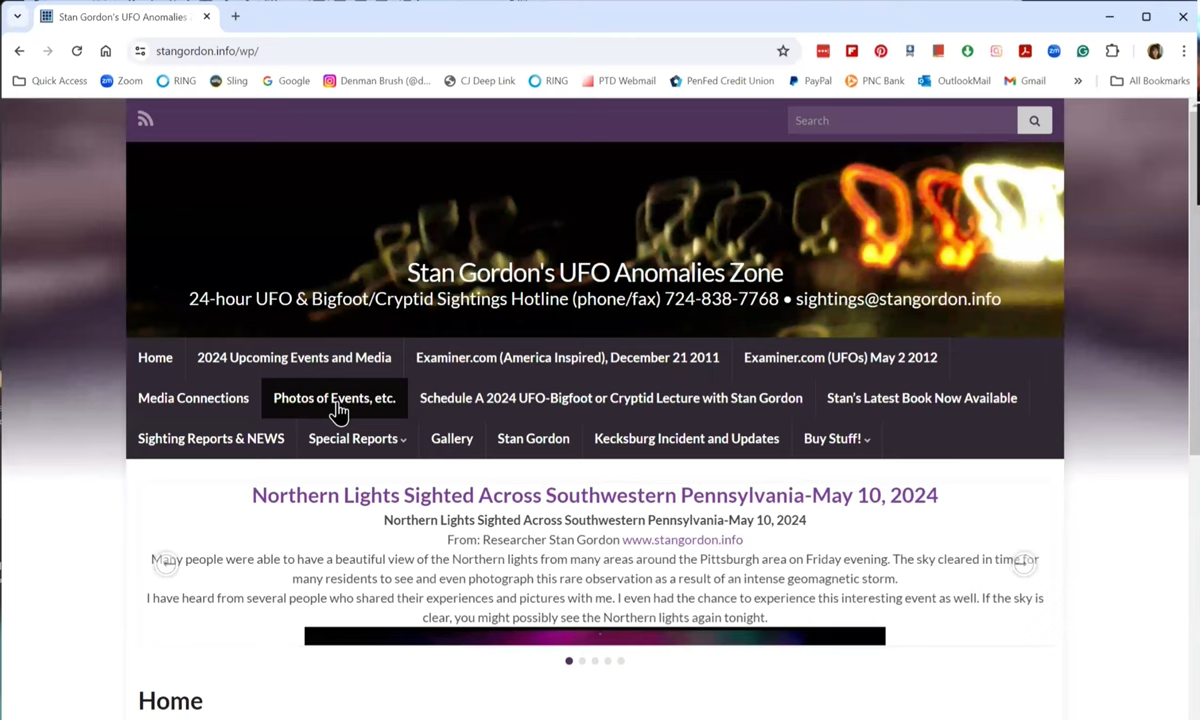 Stan Gordon's UFO Anomalies
stangordon.info/wp/
Quick Access Zoom RING Sling Google Denman Brush (@d... CJ Deep Link RING PTD Webmail PenFed Credit Union PayPal PNC Bank OutlookMail Gmail » All Bookmarks
Search
Stan Gordon's UFO Anomalies Zone
24-hour UFO & Bigfoot/Cryptid Sightings Hotline (phone/fax) 724-838-7768 • sightings@stangordon.info
Home 2024 Upcoming Events and Media Examiner.com (America Inspired), December 21 2011 Examiner.com (UFOs) May 2 2012
Media Connections Photos of Events, etc. Schedule A 2024 UFO-Bigfoot or Cryptid Lecture with Stan Gordon Stan's Latest Book Now Available
Sighting Reports & NEWS Special Reports Gallery Stan Gordon Kecksburg Incident and Updates Buy Stuff!
Northern Lights Sighted Across Southwestern Pennsylvania-May 10, 2024
Northern Lights Sighted Across Southwestern Pennsylvania-May 10, 2024
From: Researcher Stan Gordon www.stangordon.info
Many people were able to have a beautiful view of the Northern lights from many areas around the Pittsburgh area on Friday evening. The sky cleared in time for
many residents to see and even photograph this rare observation as a result of an intense geomagnetic storm.
I have heard from several people who shared their experiences and pictures with me. I even had the chance to experience this interesting event as well. If the sky is
clear, you might possibly see the Northern lights again tonight.
Home